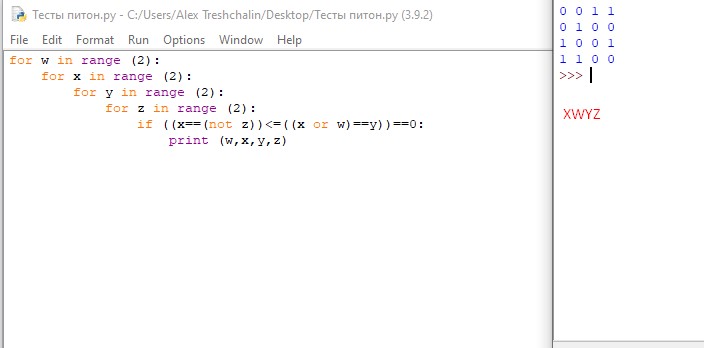 Тесты питон.py - C:/Users/Alex Treshchalin/Desktop/Тесты питон.py (3.9.2)
File Edit Format Run Options Window Help
for w in range (2):
    for x in range (2):
        for y in range (2):
            for z in range (2):
                if ((x==(not z))<=((x or w)==y))==0:
                    print (w,x,y,z)
0 0 1 1
0 1 0 0
1 0 0 1
1 1 0 0
>>>
XWYZ